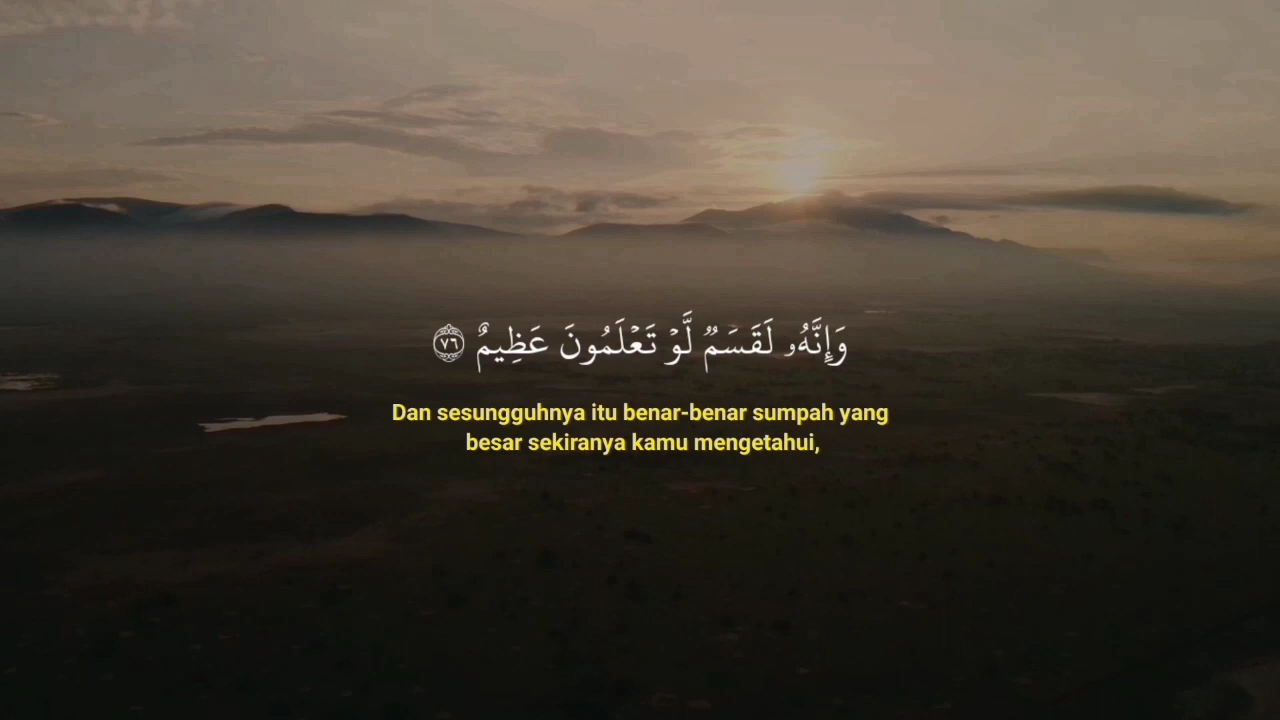 وَإِنَّهُۥ لَقَسَمٌۭ لَّوْ تَعْلَمُونَ عَظِيمٌ ٧٦
Dan sesungguhnya itu benar-benar sumpah yang
besar sekiranya kamu mengetahui,